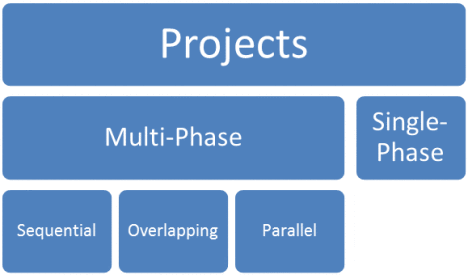 Projects
Multi-Phase
Single-
Phase
Sequential
Overlapping
Parallel